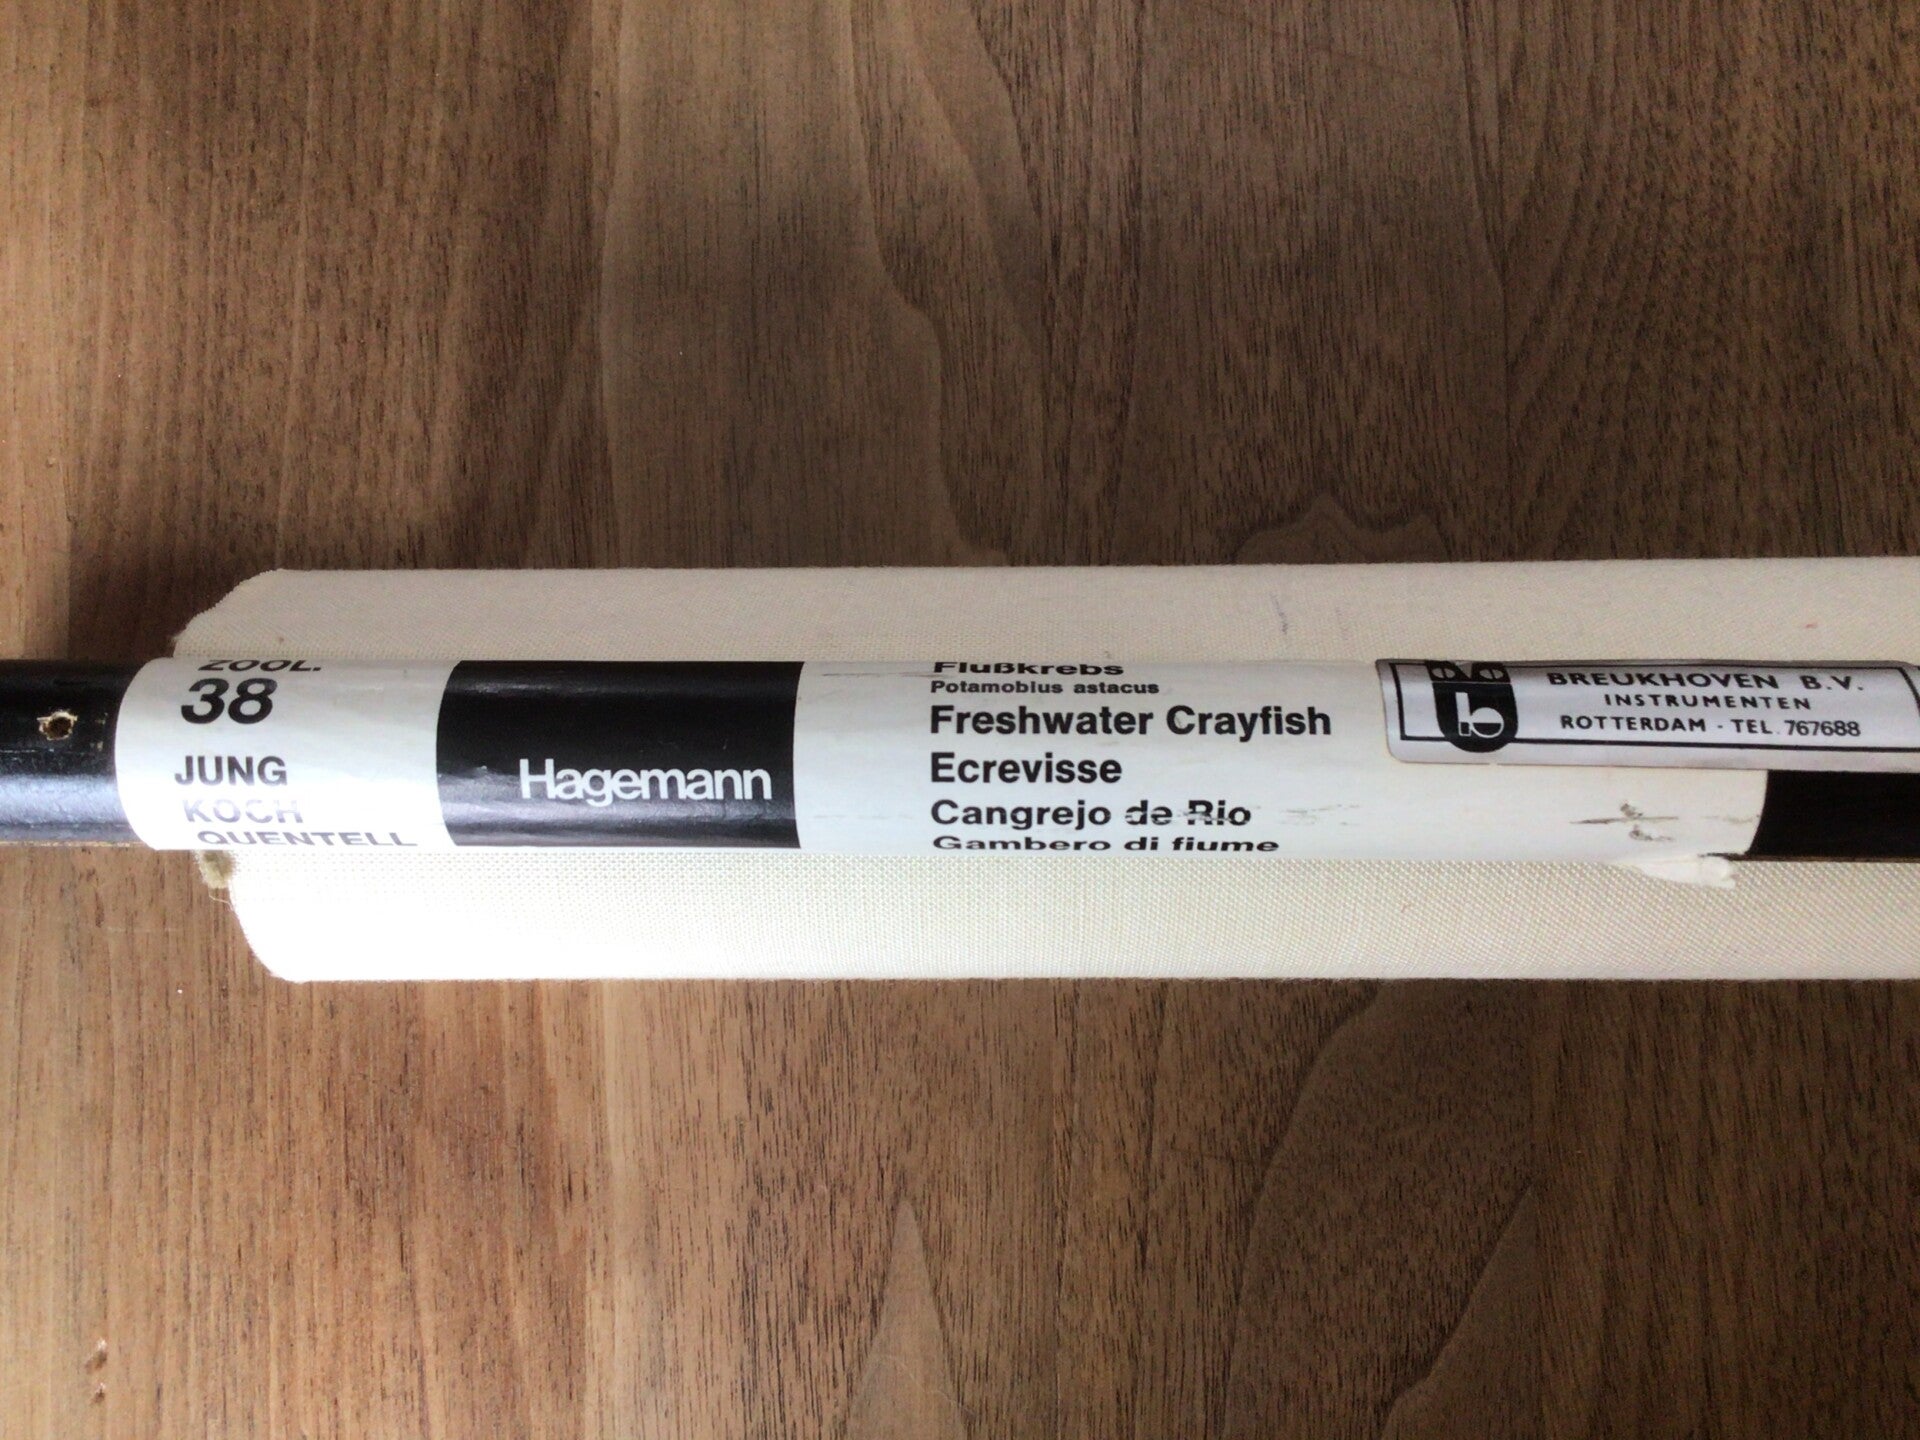 ZOOL.
38
JUNG
KOCH
QUENTELL
Hagemann
Flußkrebs
Potamobius astacus
Freshwater Crayfish
Ecrevisse
Cangrejo de Rio
Gambero di fiume
b
BREUKHOVEN B.V.
INSTRUMENTEN
ROTTERDAM - TEL. 767688